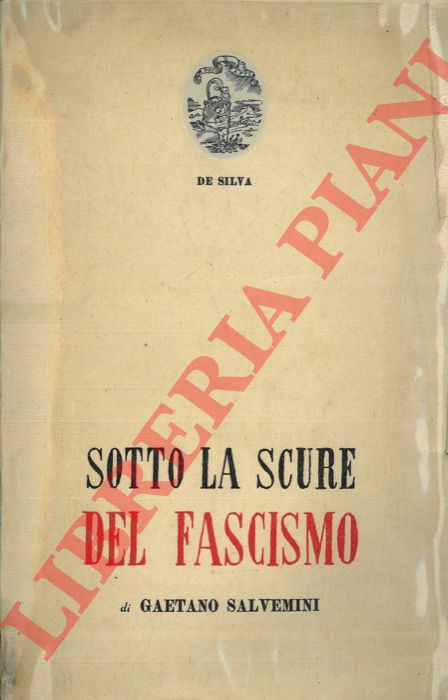 DE SILVA
SOTTO LA SCURE
DEL FASCISMO
di GAETANO SALVEMINI
LIBRERIA PIANI